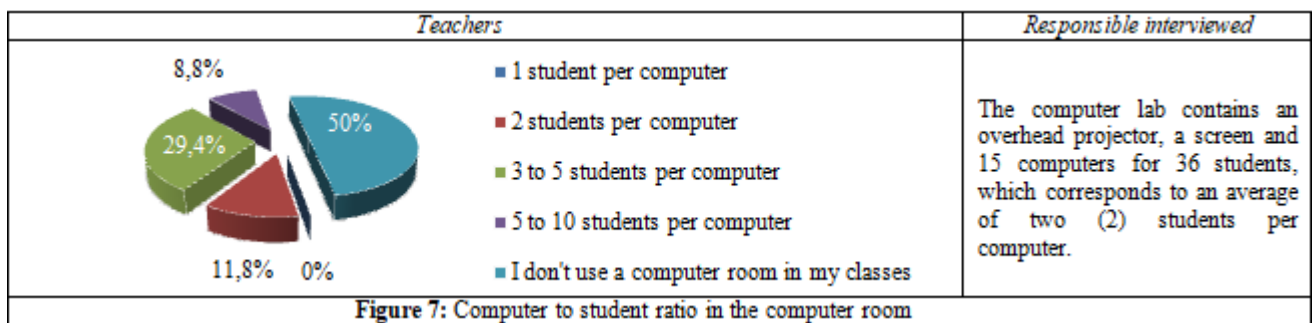 Teachers
Responsible interviewed
8,8%
50%
29,4%
11,8%
0%
1 student per computer
2 students per computer
3 to 5 students per computer
5 to 10 students per computer
I don't use a computer room in my classes
The computer lab contains an
overhead projector, a screen and
15 computers for 36 students,
which corresponds to an average
of two (2) students per
computer.
Figure 7: Computer to student ratio in the computer room